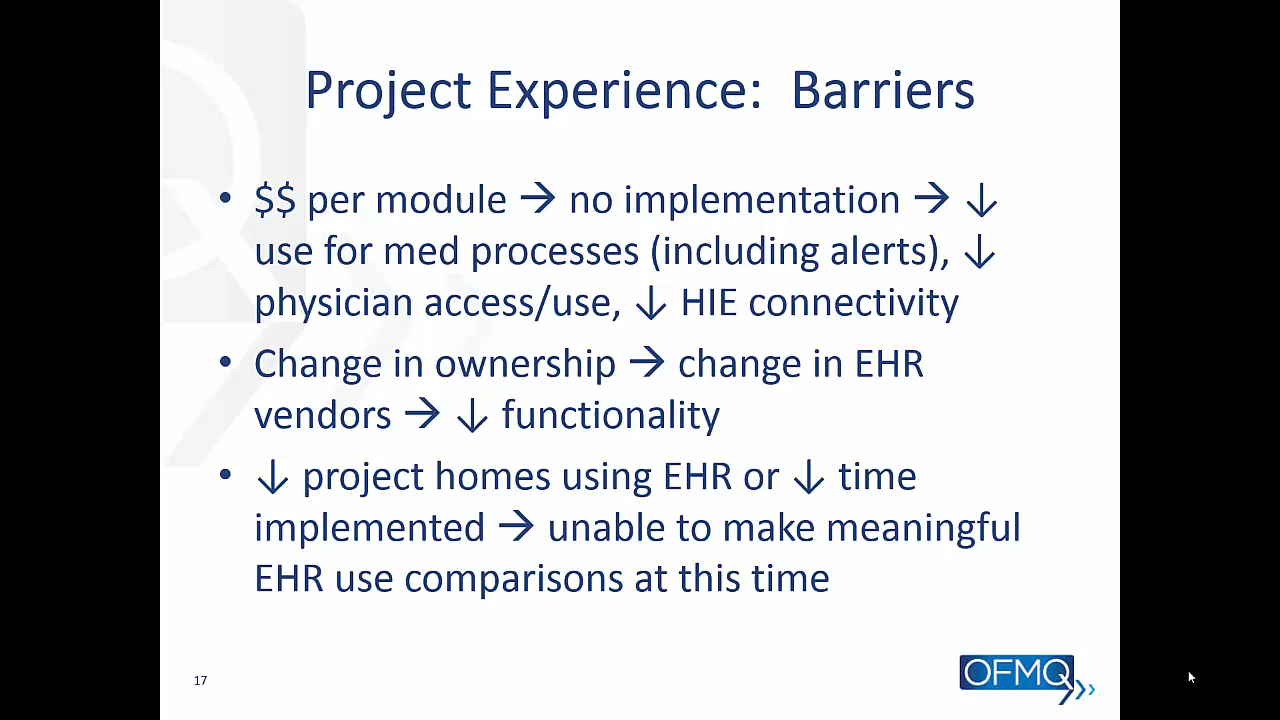 Project Experience:  Barriers
• $$ per module → no implementation → ↓
use for med processes (including alerts), ↓
physician access/use, ↓ HIE connectivity
• Change in ownership → change in EHR
vendors → ↓ functionality
• ↓ project homes using EHR or ↓ time
implemented → unable to make meaningful
EHR use comparisons at this time
17
OFMQ